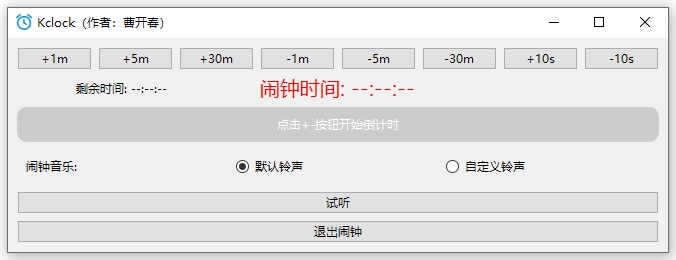 Kclock（作者：曹开春）
+1m +5m +30m -1m -5m -30m +10s -10s
剩余时间: --:--:-- 闹钟时间: --:--:--
点击+-按钮开始倒计时
闹钟音乐: 默认铃声 自定义铃声
试听
退出闹钟